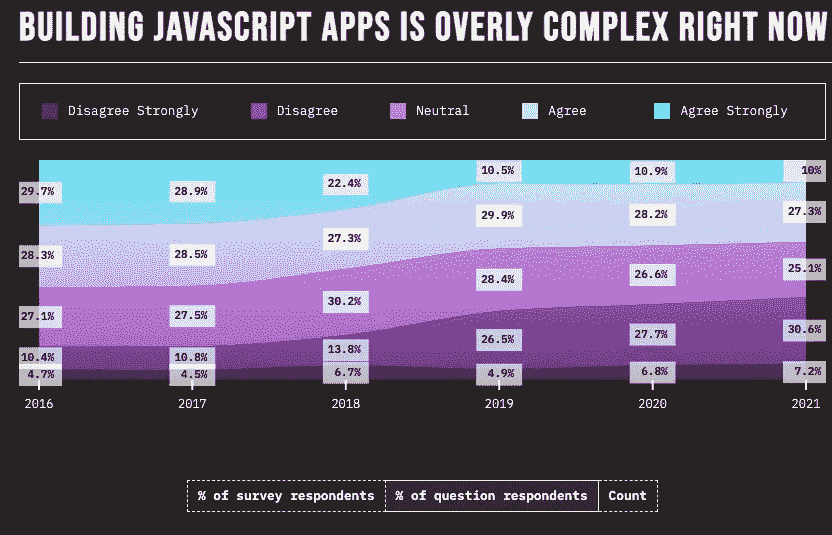 BUILDING JAVASCRIPT APPS IS OVERLY COMPLEX RIGHT NOW
Disagree Strongly Disagree Neutral Agree Agree Strongly
29.7% 28.9% 22.4% 10.5% 10.9% 10%
28.3% 28.5% 27.3% 29.9% 28.2% 27.3%
27.1% 27.5% 30.2% 28.4% 26.6% 25.1%
10.4% 10.8% 13.8% 26.5% 27.7% 30.6%
4.7% 4.5% 6.7% 4.9% 6.8% 7.2%
2016 2017 2018 2019 2020 2021
% of survey respondents % of question respondents Count